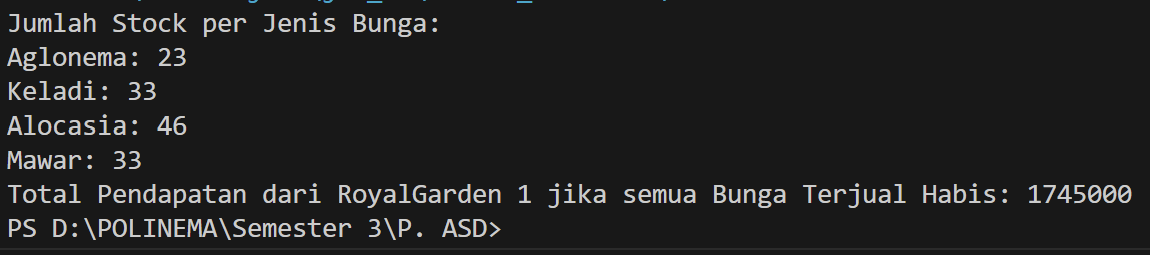 Jumlah Stock per Jenis Bunga:
Aglonema: 23
Keladi: 33
Alocasia: 46
Mawar: 33
Total Pendapatan dari RoyalGarden 1 jika semua Bunga Terjual Habis: 1745000
PS D:\POLINEMA\Semester 3\P. ASD>